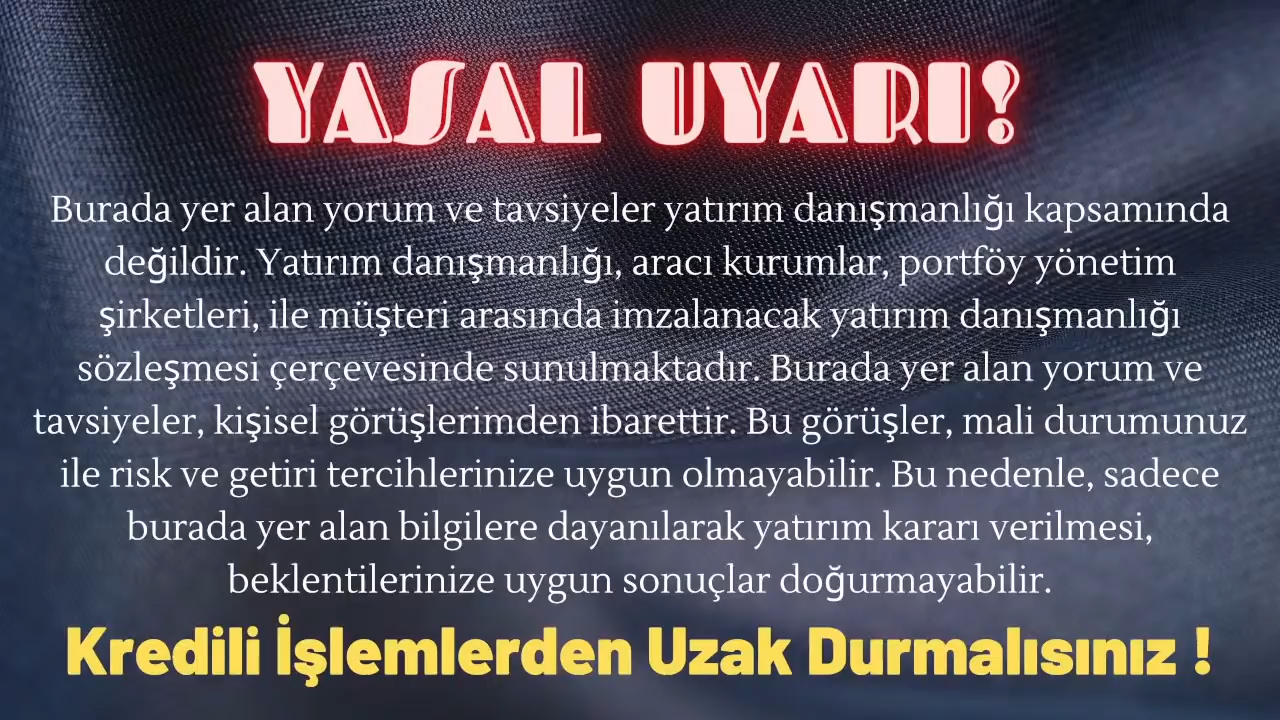 YASAL UYARI!
Burada yer alan yorum ve tavsiyeler yatırım danışmanlığı kapsamında
değildir. Yatırım danışmanlığı, aracı kurumlar, portföy yönetim
şirketleri, ile müşteri arasında imzalanacak yatırım danışmanlığı
sözleşmesi çerçevesinde sunulmaktadır. Burada yer alan yorum ve
tavsiyeler, kişisel görüşlerimden ibarettir. Bu görüşler, mali durumunuz
ile risk ve getiri tercihlerinize uygun olmayabilir. Bu nedenle, sadece
burada yer alan bilgilere dayanılarak yatırım kararı verilmesi,
beklentilerinize uygun sonuçlar doğurmayabilir.
Kredili İşlemlerden Uzak Durmalısınız !